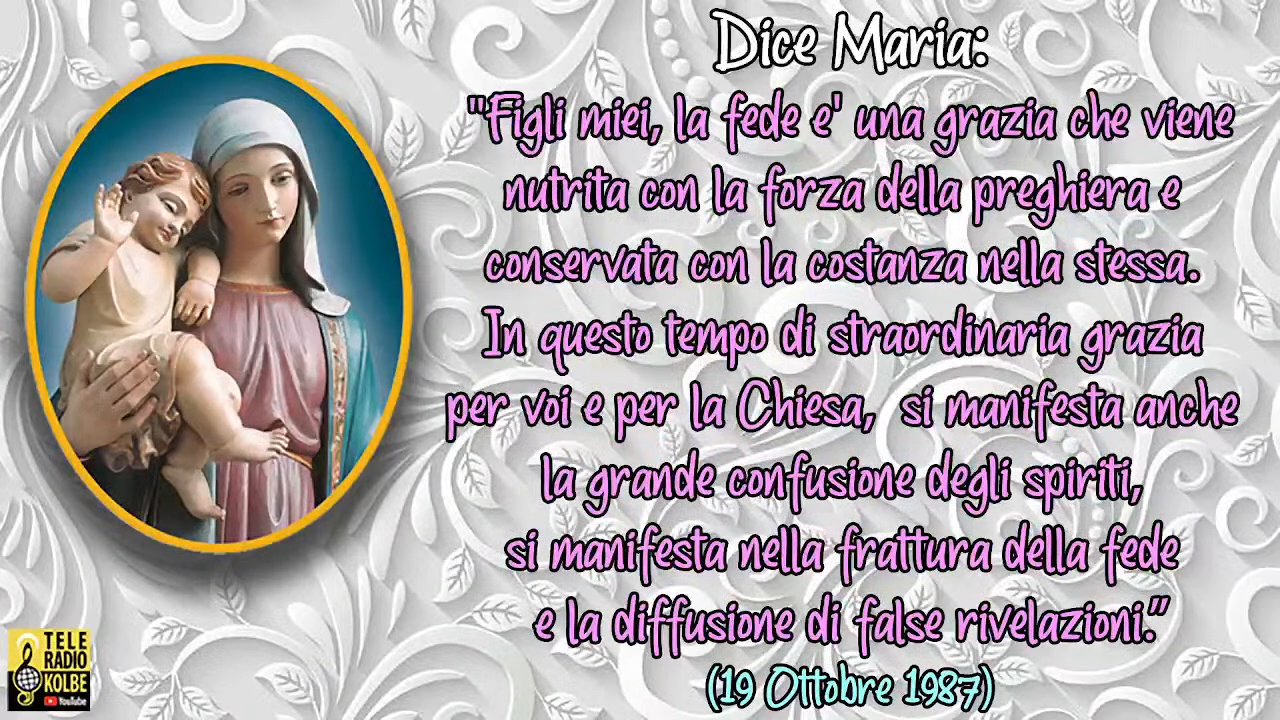 Dice Maria:
"Figli miei, la fede e' una grazia che viene
nutrita con la forza della preghiera e
conservata con la costanza nella stessa.
In questo tempo di straordinaria grazia
per voi e per la Chiesa, si manifesta anche
la grande confusione degli spiriti,
si manifesta nella frattura della fede
e la diffusione di false rivelazioni.”
(19 Ottobre 1987)
TELE
RADIO
KOLBE
YouTube